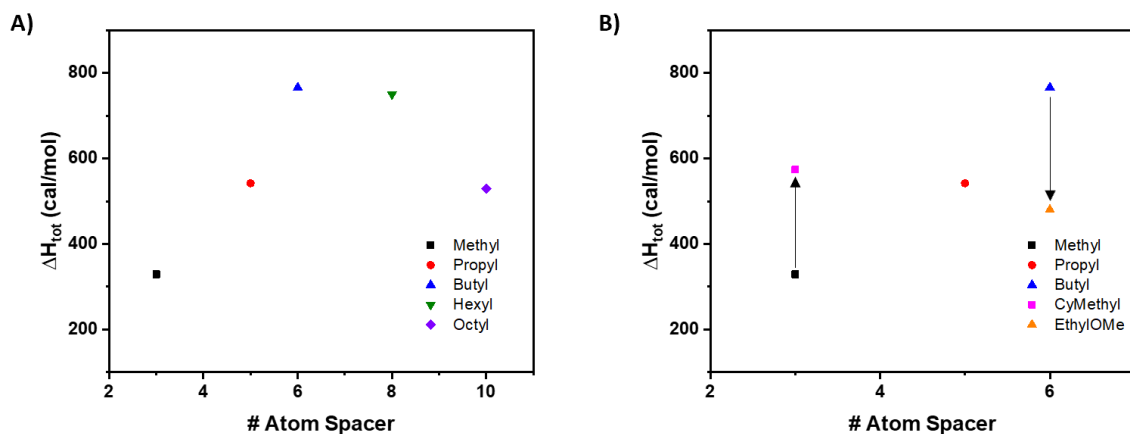 A)
ΔHtot (cal/mol)
800
600
400
200
2
4
6
8
10
# Atom Spacer
Methyl
Propyl
Butyl
Hexyl
Octyl
B)
ΔHtot (cal/mol)
800
600
400
200
2
4
6
# Atom Spacer
Methyl
Propyl
Butyl
CyMethyl
EthylOMe